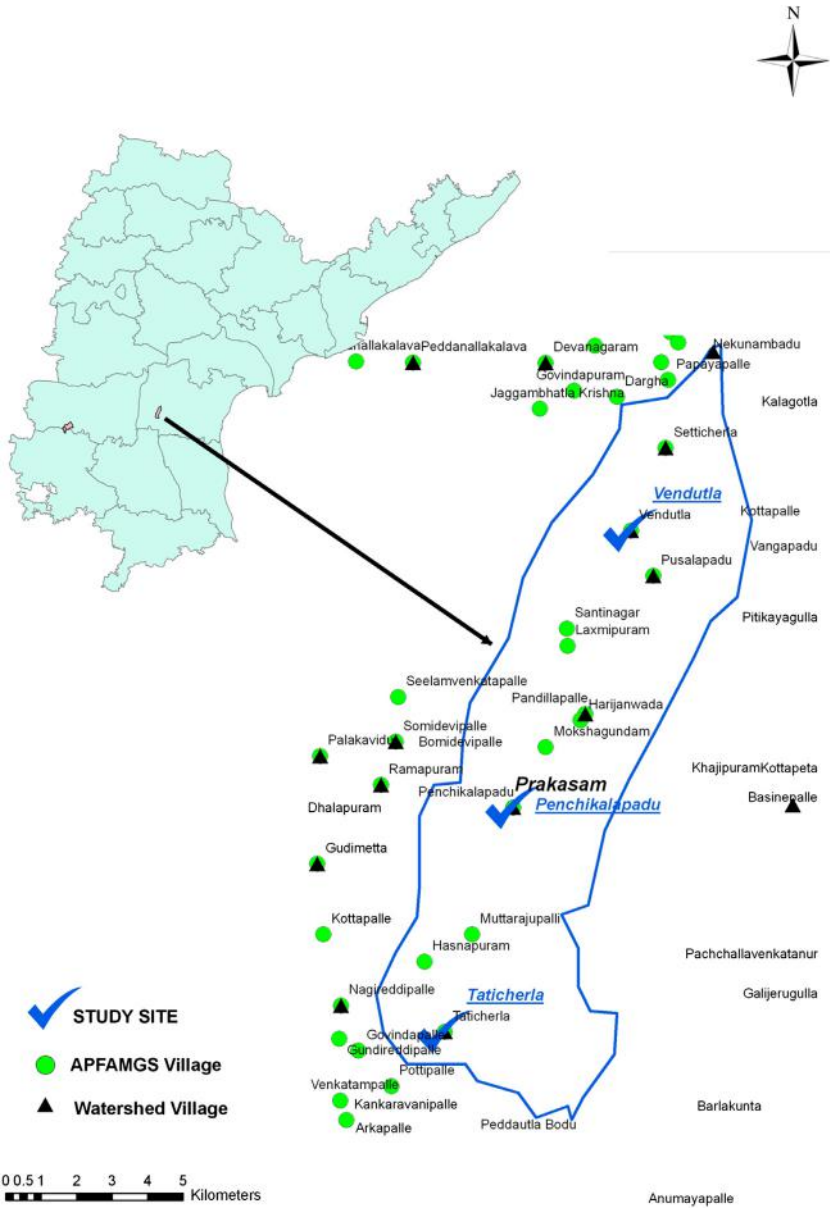 N
nallakalava
Peddanallakalava
Devanagaram
Nekunambadu
Papayapalle
Govindapuram
Dargha
Jaggambhatla Krishna
Kalagotla
Setticherla
Vendutla
Vendutla
Kottapalle
Vangapadu
Pusalapadu
Santinagar
Laxmipuram
Pitikayagulla
Seelamvenkatapalle
Pandillapalle
Harijanwada
Somidevipalle
Mokshagundam
Palakavidu
Bomidevipalle
Ramapuram
KhajipuramKottapeta
Prakasam
Penchikalapadu
Penchikalapadu
Basinepalle
Dhalapuram
Gudimetta
Kottapalle
Muttarajupalli
Hasnapuram
Pachchallavenkatanur
Nagireddipalle
Taticherla
Galijerugulla
Taticherla
STUDY SITE
Govindapalle
Gundireddipalle
APFAMGS Village
Pottipalle
Venkatampalle
Kankaravanipalle
Watershed Village
Barlakunta
Arkapalle
Peddautla Bodu
0 0.5 1 2 3 4 5
Kilometers
Anumayapalle